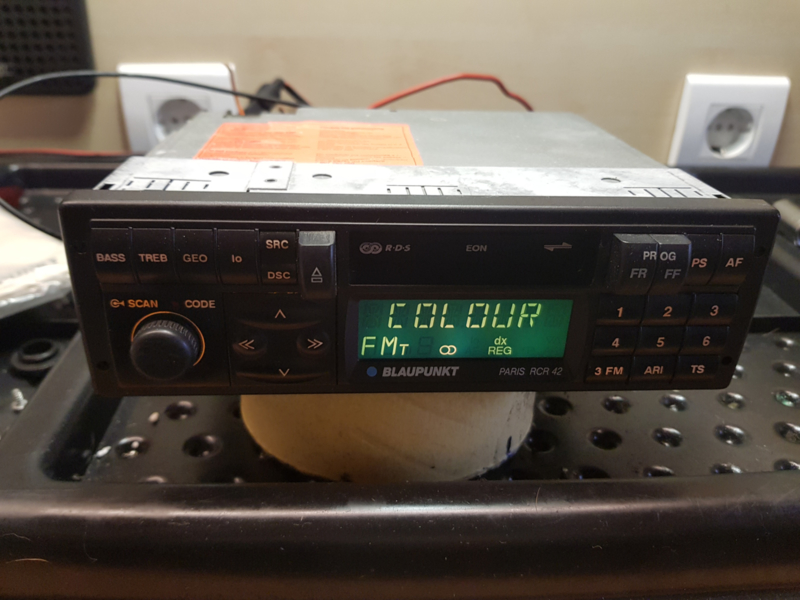 BASS TREB GEO lo SRC
DSC
R·D·S EON
PROG
FR FF PS AF
SCAN CODE
COLOUR
FMT dx
REG
BLAUPUNKT PARIS RCR 42
1 2 3
4 5 6
3 FM ARI TS